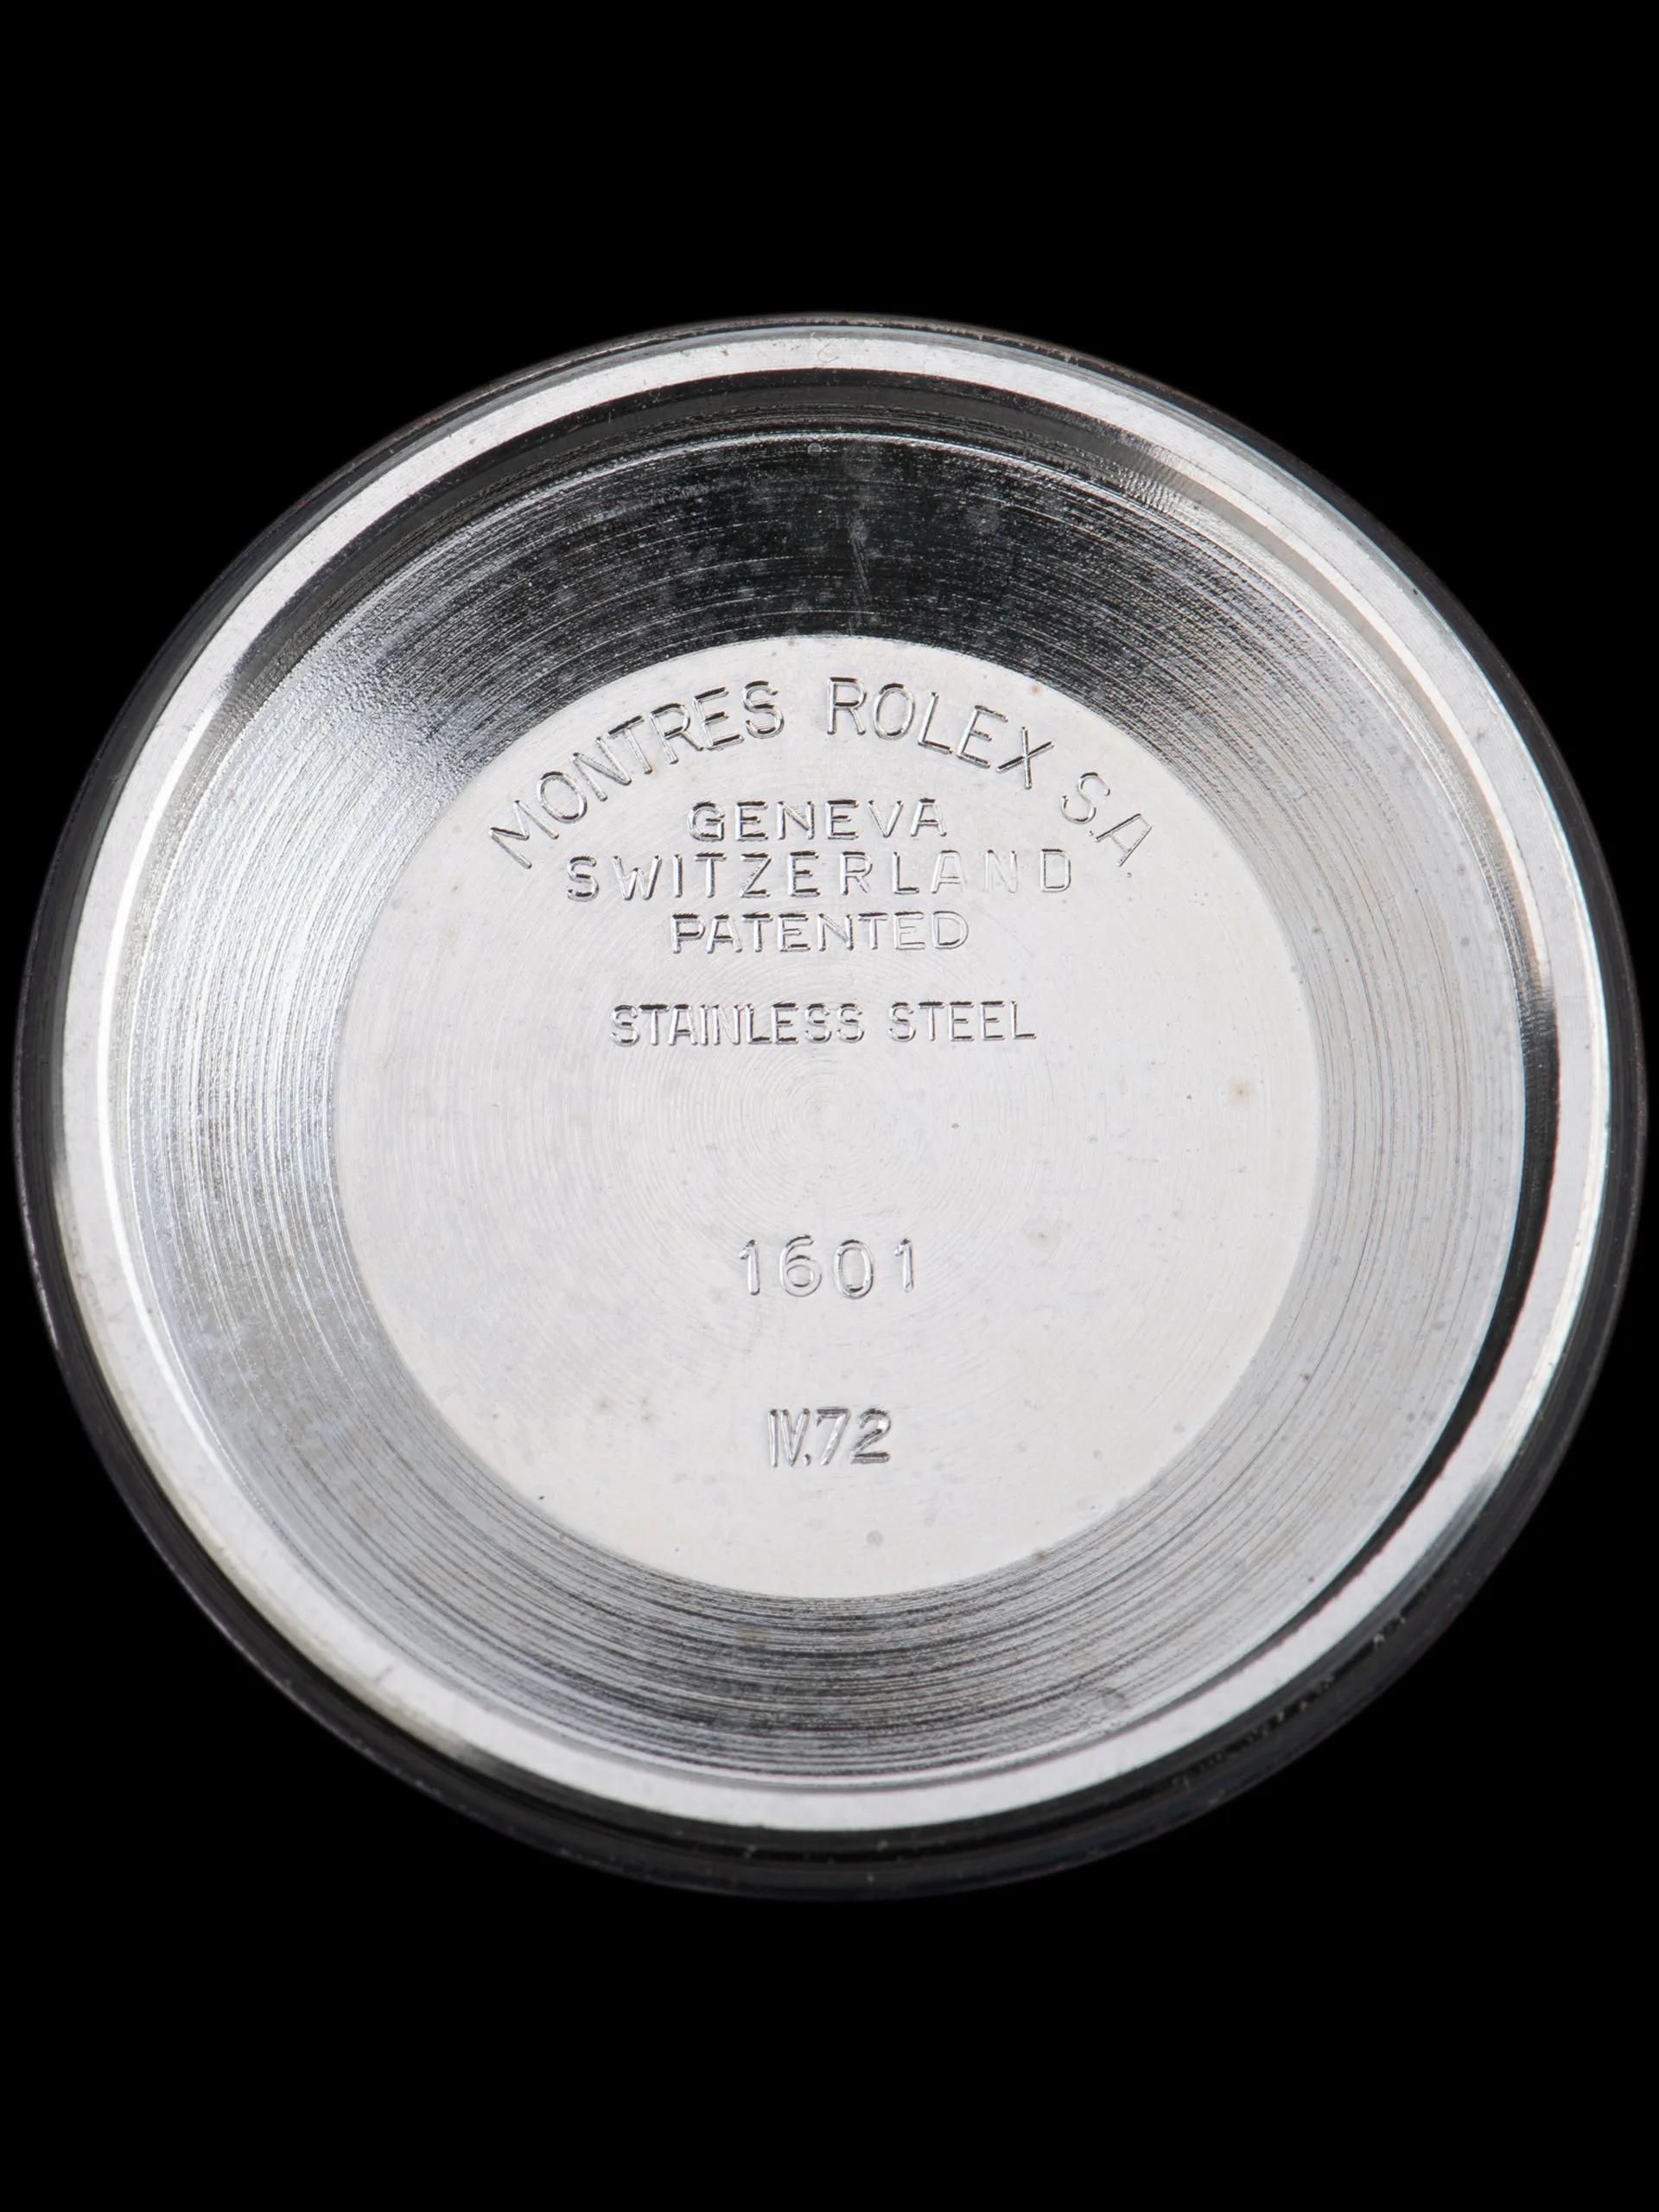 MONTRES ROLEX S.A.
GENEVA
SWITZERLAND
PATENTED
STAINLESS STEEL
1601
IV.72